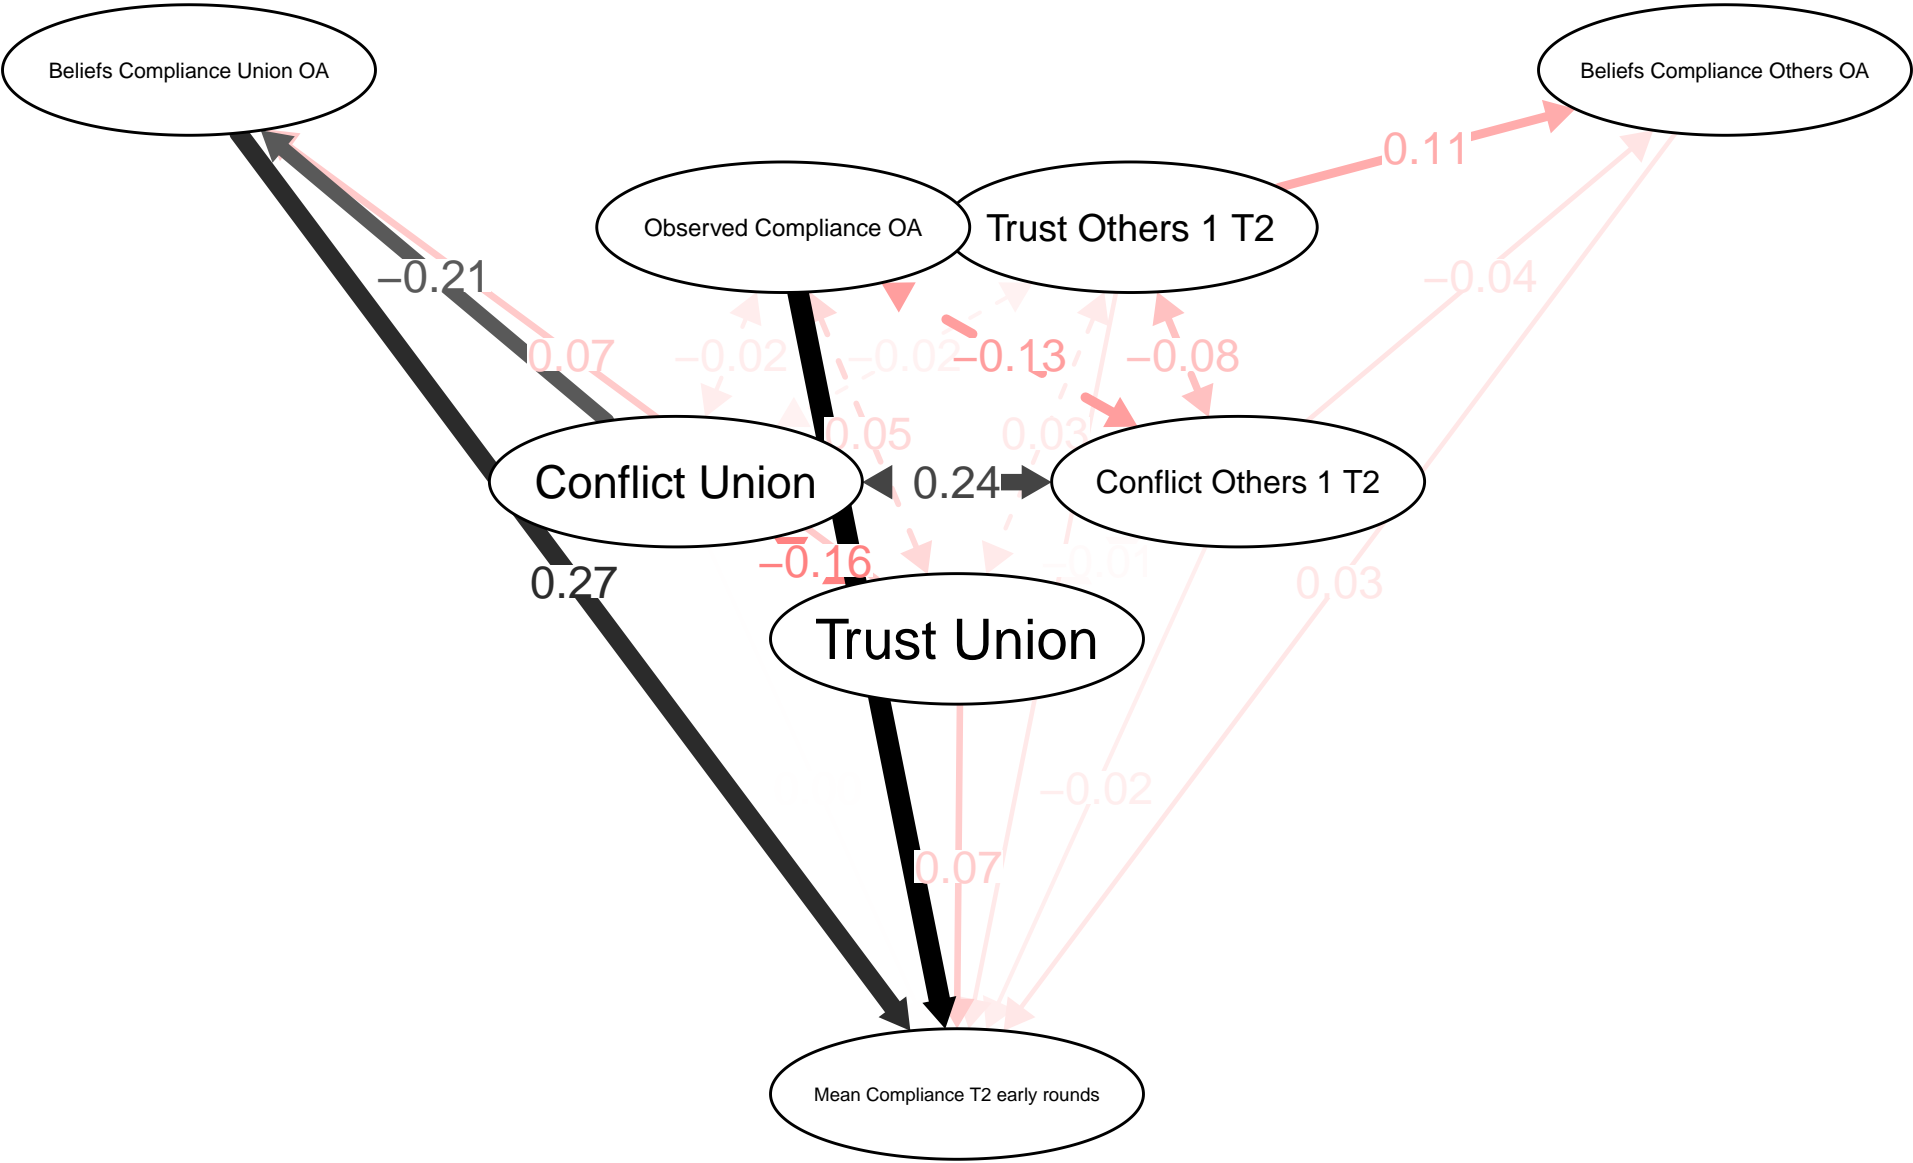 Beliefs Compliance Union OA
Beliefs Compliance Others OA
0.11
Observed Compliance OA
Trust Others 1 T2
−0.21
−0.04
0.07
−0.02
−0.02
−0.13
−0.08
0.05
0.03
Conflict Union
0.24
Conflict Others 1 T2
−0.16
−0.01
0.27
0.03
Trust Union
−0.02
0.07
Mean Compliance T2 early rounds